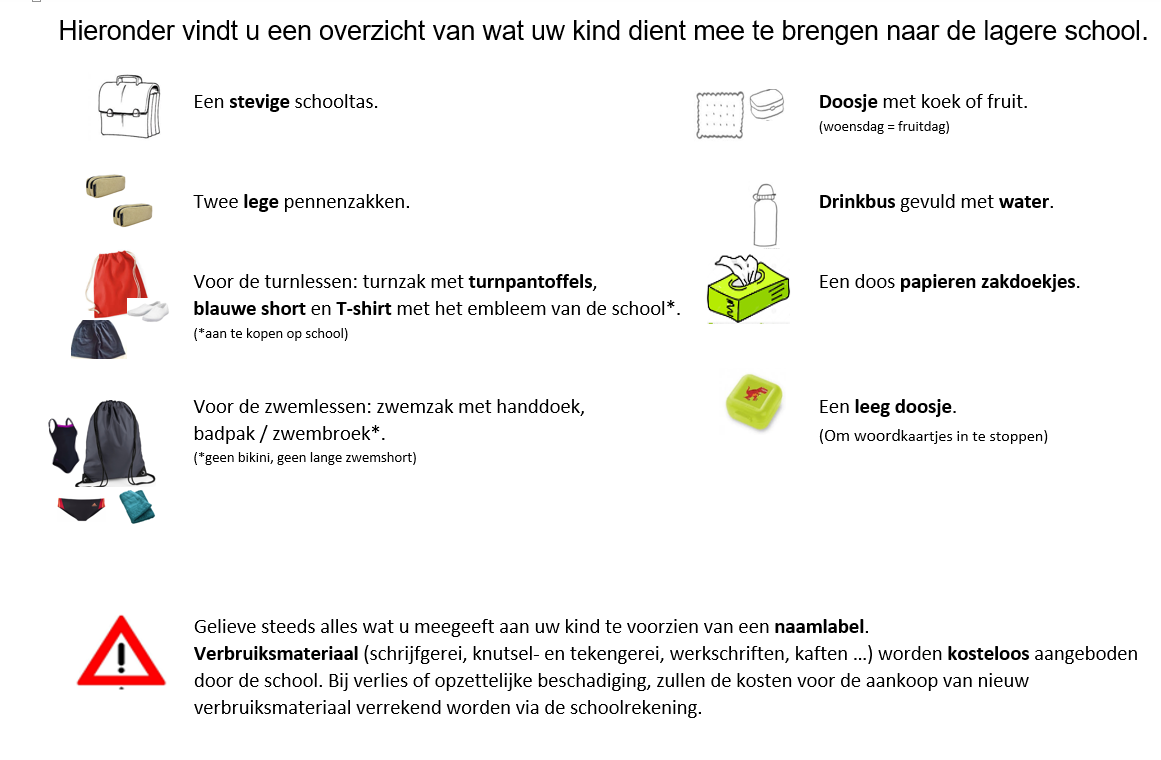 Hieronder vindt u een overzicht van wat uw kind dient mee te brengen naar de lagere school.
Een stevige schooltas.
Twee lege pennenzakken.
Voor de turnlessen: turnzak met turnpantoffels,
blauwe short en T-shirt met het embleem van de school*.
(*aan te kopen op school)
Voor de zwemlessen: zwemzak met handdoek,
badpak / zwembroek*.
(*geen bikini, geen lange zwemshort)
Doosje met koek of fruit.
(woensdag = fruitdag)
Drinkbus gevuld met water.
Een doos papieren zakdoekjes.
Een leeg doosje.
(Om woordkaartjes in te stoppen)
Gelieve steeds alles wat u meegeeft aan uw kind te voorzien van een naamlabel.
Verbruiksmateriaal (schrijfgerei, knutsel- en tekengerei, werkschriften, kaften …) worden kosteloos aangeboden
door de school. Bij verlies of opzettelijke beschadiging, zullen de kosten voor de aankoop van nieuw
verbruiksmateriaal verrekend worden via de schoolrekening.